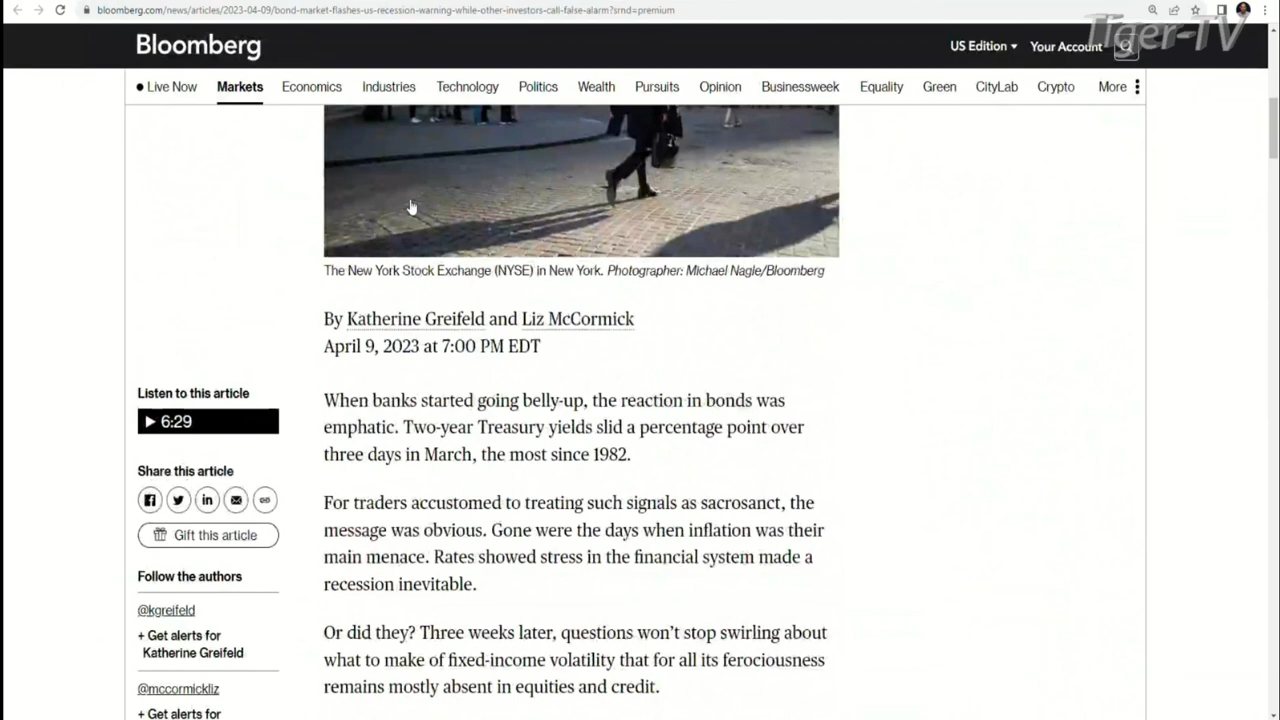 bloomberg.com/news/articles/2023-04-09/bond-market-flashes-us-recession-warning-while-other-investors-call-false-alarm?srnd=premium
Tiger-TV
Bloomberg
US Edition
Your Account
Live Now
Markets
Economics
Industries
Technology
Politics
Wealth
Pursuits
Opinion
Businessweek
Equality
Green
CityLab
Crypto
More
The New York Stock Exchange (NYSE) in New York. Photographer: Michael Nagle/Bloomberg
By Katherine Greifeld and Liz McCormick
April 9, 2023 at 7:00 PM EDT
Listen to this article
6:29
Share this article
Gift this article
Follow the authors
@kgreifeld
+ Get alerts for
Katherine Greifeld
@mccormickliz
+ Get alerts for
When banks started going belly-up, the reaction in bonds was
emphatic. Two-year Treasury yields slid a percentage point over
three days in March, the most since 1982.
For traders accustomed to treating such signals as sacrosanct, the
message was obvious. Gone were the days when inflation was their
main menace. Rates showed stress in the financial system made a
recession inevitable.
Or did they? Three weeks later, questions won't stop swirling about
what to make of fixed-income volatility that for all its ferociousness
remains mostly absent in equities and credit.